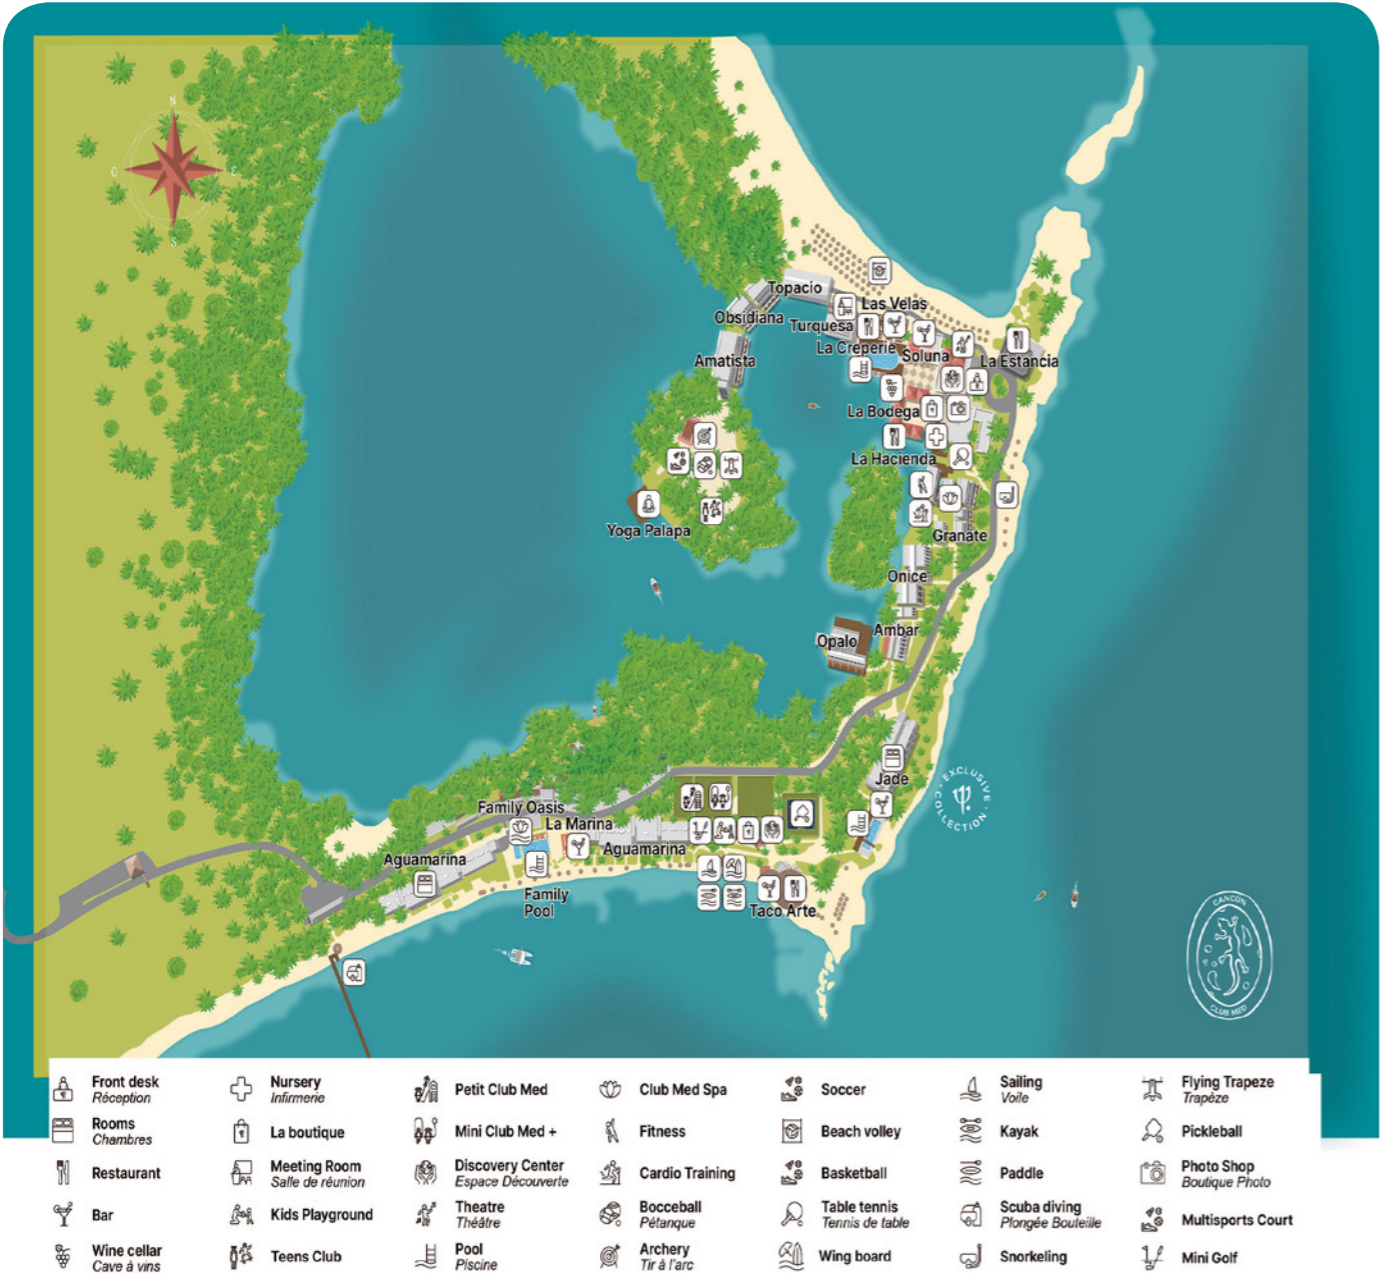 N
O
E
S
Topacio
Obsidiana
Las Velas
Turquesa
La Crêperie
Soluna
La Estancia
Amatista
La Bodega
La Hacienda
Yoga Palapa
Granate
Onice
Ambar
Opalo
Jade
EXCLUSIVE
COLLECTION
Family Oasis
La Marina
Aguamarina
Aguamarina
Family
Pool
Taco Arte
CANCÚN
CLUB MED
Front desk
Réception
Rooms
Chambres
Restaurant
Bar
Wine cellar
Cave à vins
Nursery
Infirmerie
La boutique
Meeting Room
Salle de réunion
Kids Playground
Teens Club
Petit Club Med
Mini Club Med +
Discovery Center
Espace Découverte
Theatre
Théâtre
Pool
Piscine
Club Med Spa
Fitness
Cardio Training
Bocceball
Pétanque
Archery
Tir à l'arc
Soccer
Beach volley
Basketball
Table tennis
Tennis de table
Wing board
Sailing
Voile
Kayak
Paddle
Scuba diving
Plongée Bouteille
Snorkeling
Flying Trapeze
Trapèze
Pickleball
Photo Shop
Boutique Photo
Multisports Court
Mini Golf